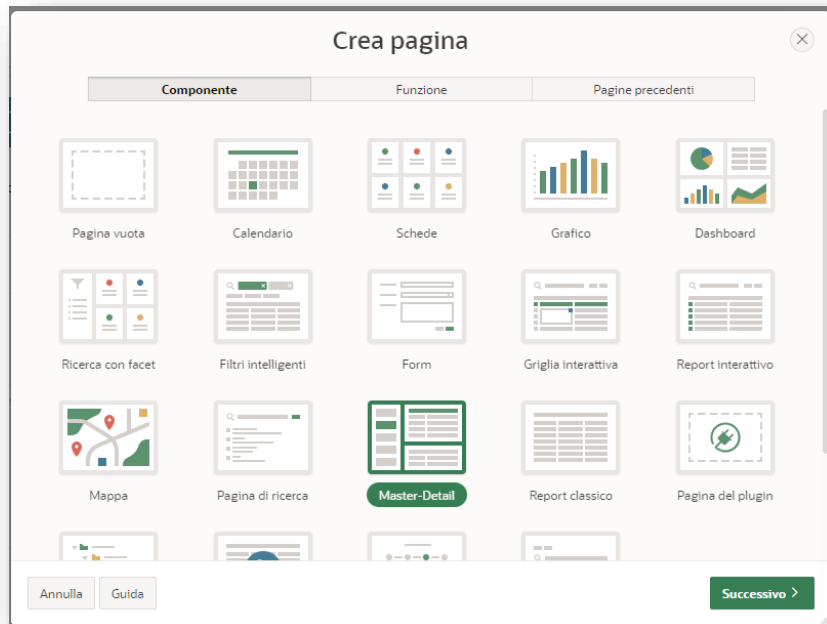 Crea pagina
Componente
Funzione
Pagine precedenti
Pagina vuota
Calendario
Schede
Grafico
Dashboard
Ricerca con facet
Filtri intelligenti
Form
Griglia interattiva
Report interattivo
Mappa
Pagina di ricerca
Master-Detail
Report classico
Pagina del plugin
Annulla
Guida
Successivo